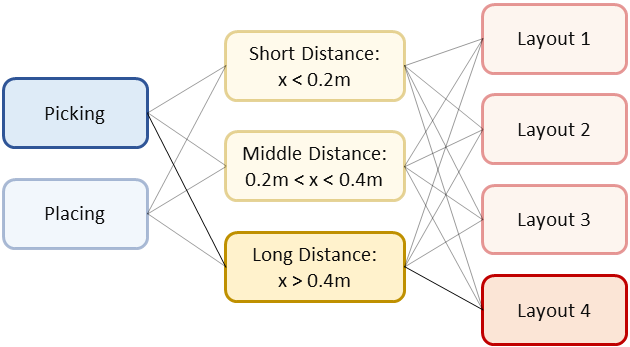 Picking
Placing
Short Distance:
x < 0.2m
Middle Distance:
0.2m < x < 0.4m
Long Distance:
x > 0.4m
Layout 1
Layout 2
Layout 3
Layout 4